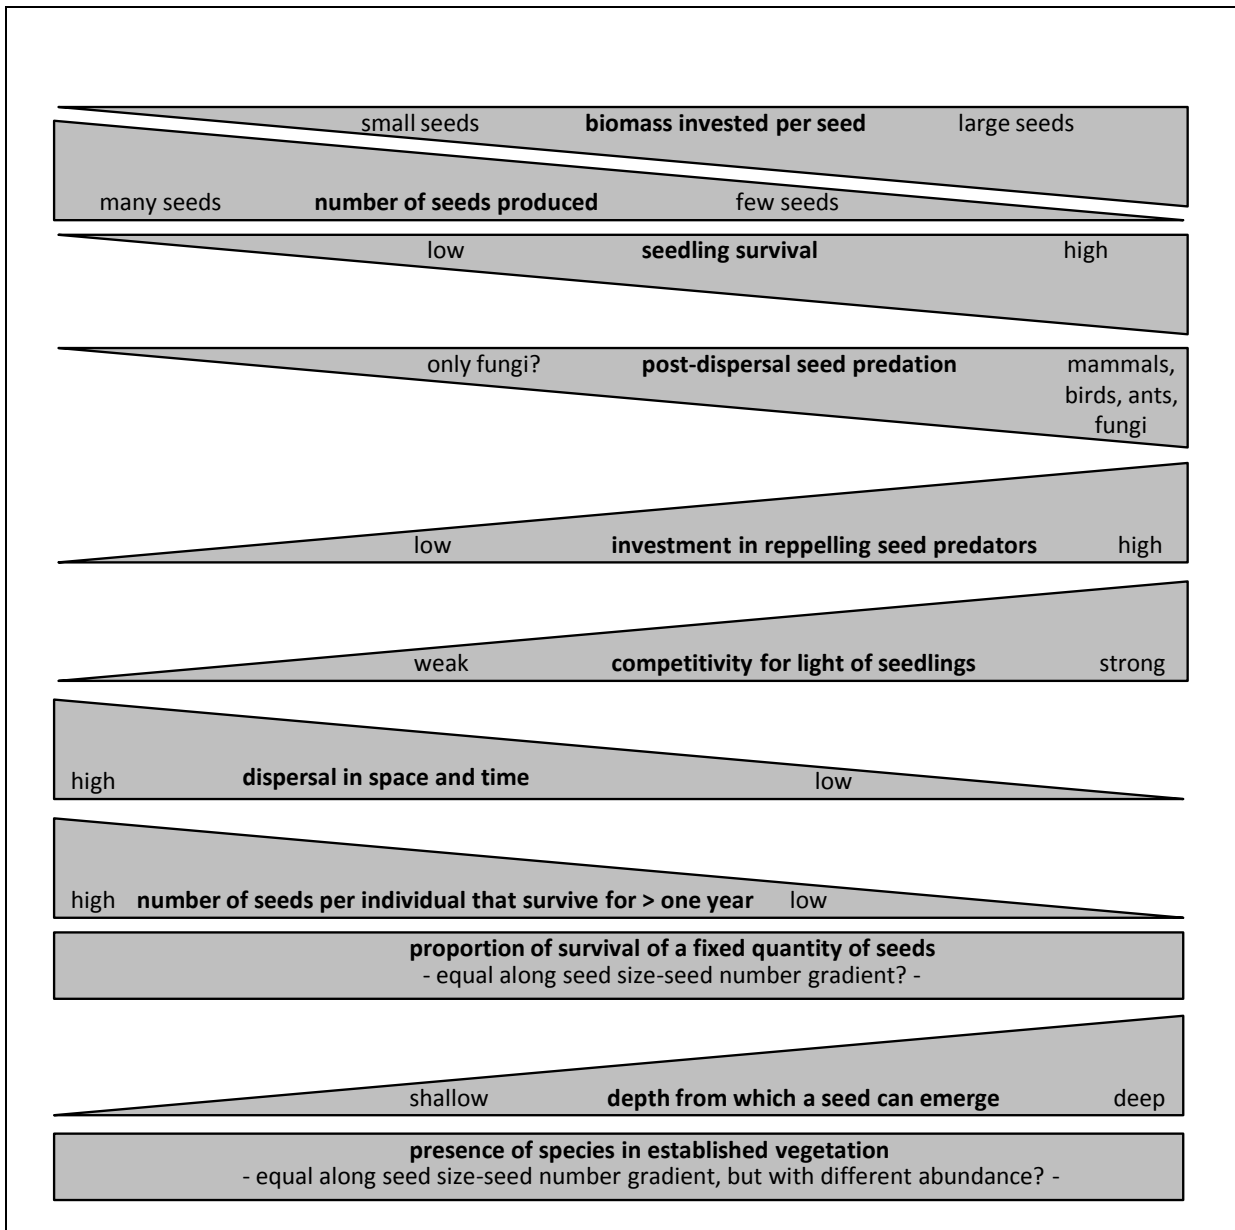 small seeds biomass invested per seed large seeds
many seeds number of seeds produced few seeds
low seedling survival high
only fungi? post-dispersal seed predation mammals,
birds, ants,
fungi
low investment in reppelling seed predators high
weak competitivity for light of seedlings strong
high dispersal in space and time low
high number of seeds per individual that survive for > one year low
proportion of survival of a fixed quantity of seeds
- equal along seed size-seed number gradient? -
shallow depth from which a seed can emerge deep
presence of species in established vegetation
- equal along seed size-seed number gradient, but with different abundance? -